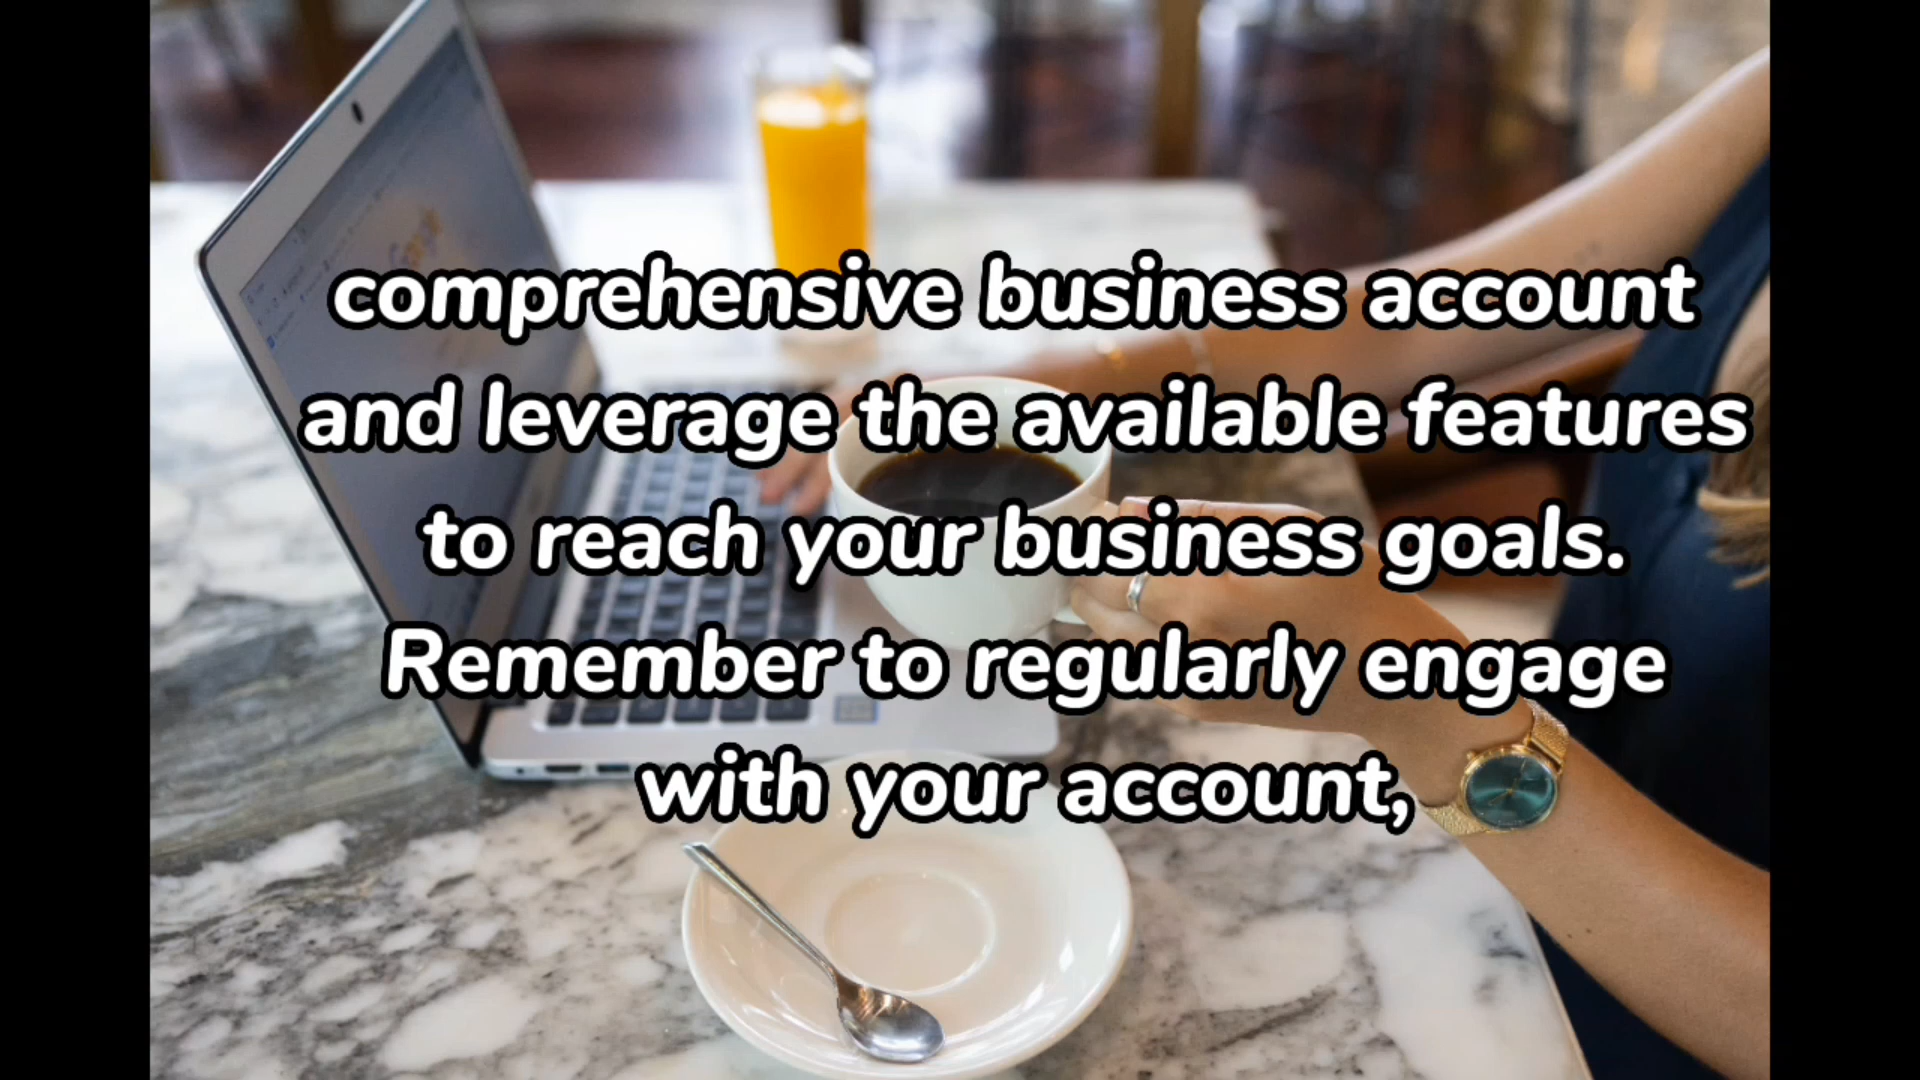 Google
comprehensive business account
and leverage the available features
to reach your business goals.
Remember to regularly engage
with your account,